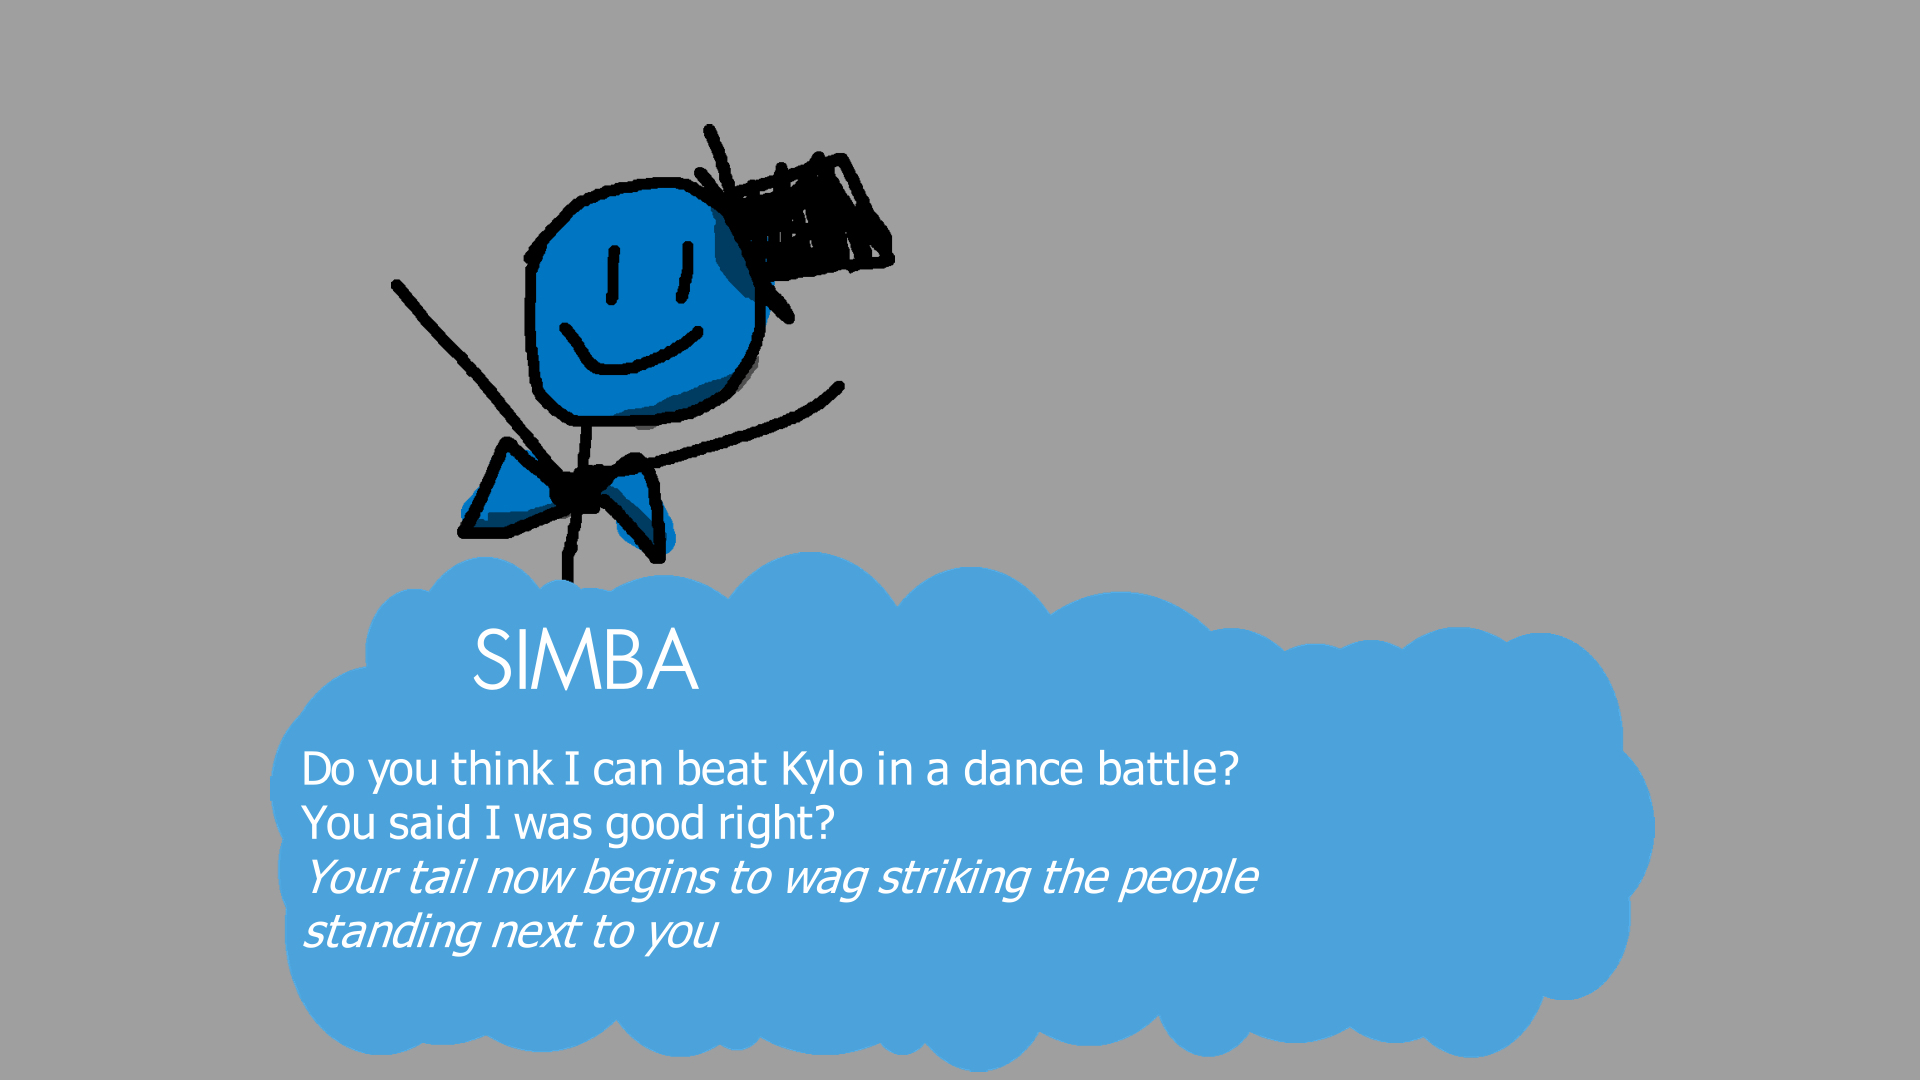 SIMBA
Do you think I can beat Kylo in a dance battle?
You said I was good right?
Your tail now begins to wag striking the people
standing next to you